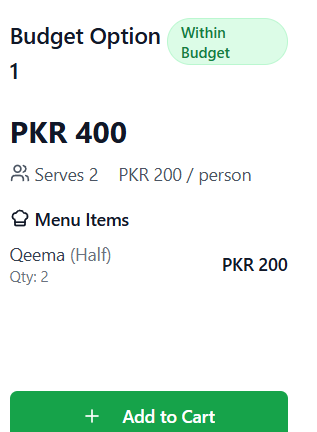 Budget Option
1
Within
Budget
PKR 400
Serves 2 PKR 200 / person
Menu Items
Qeema (Half)
Qty: 2
PKR 200
+ Add to Cart